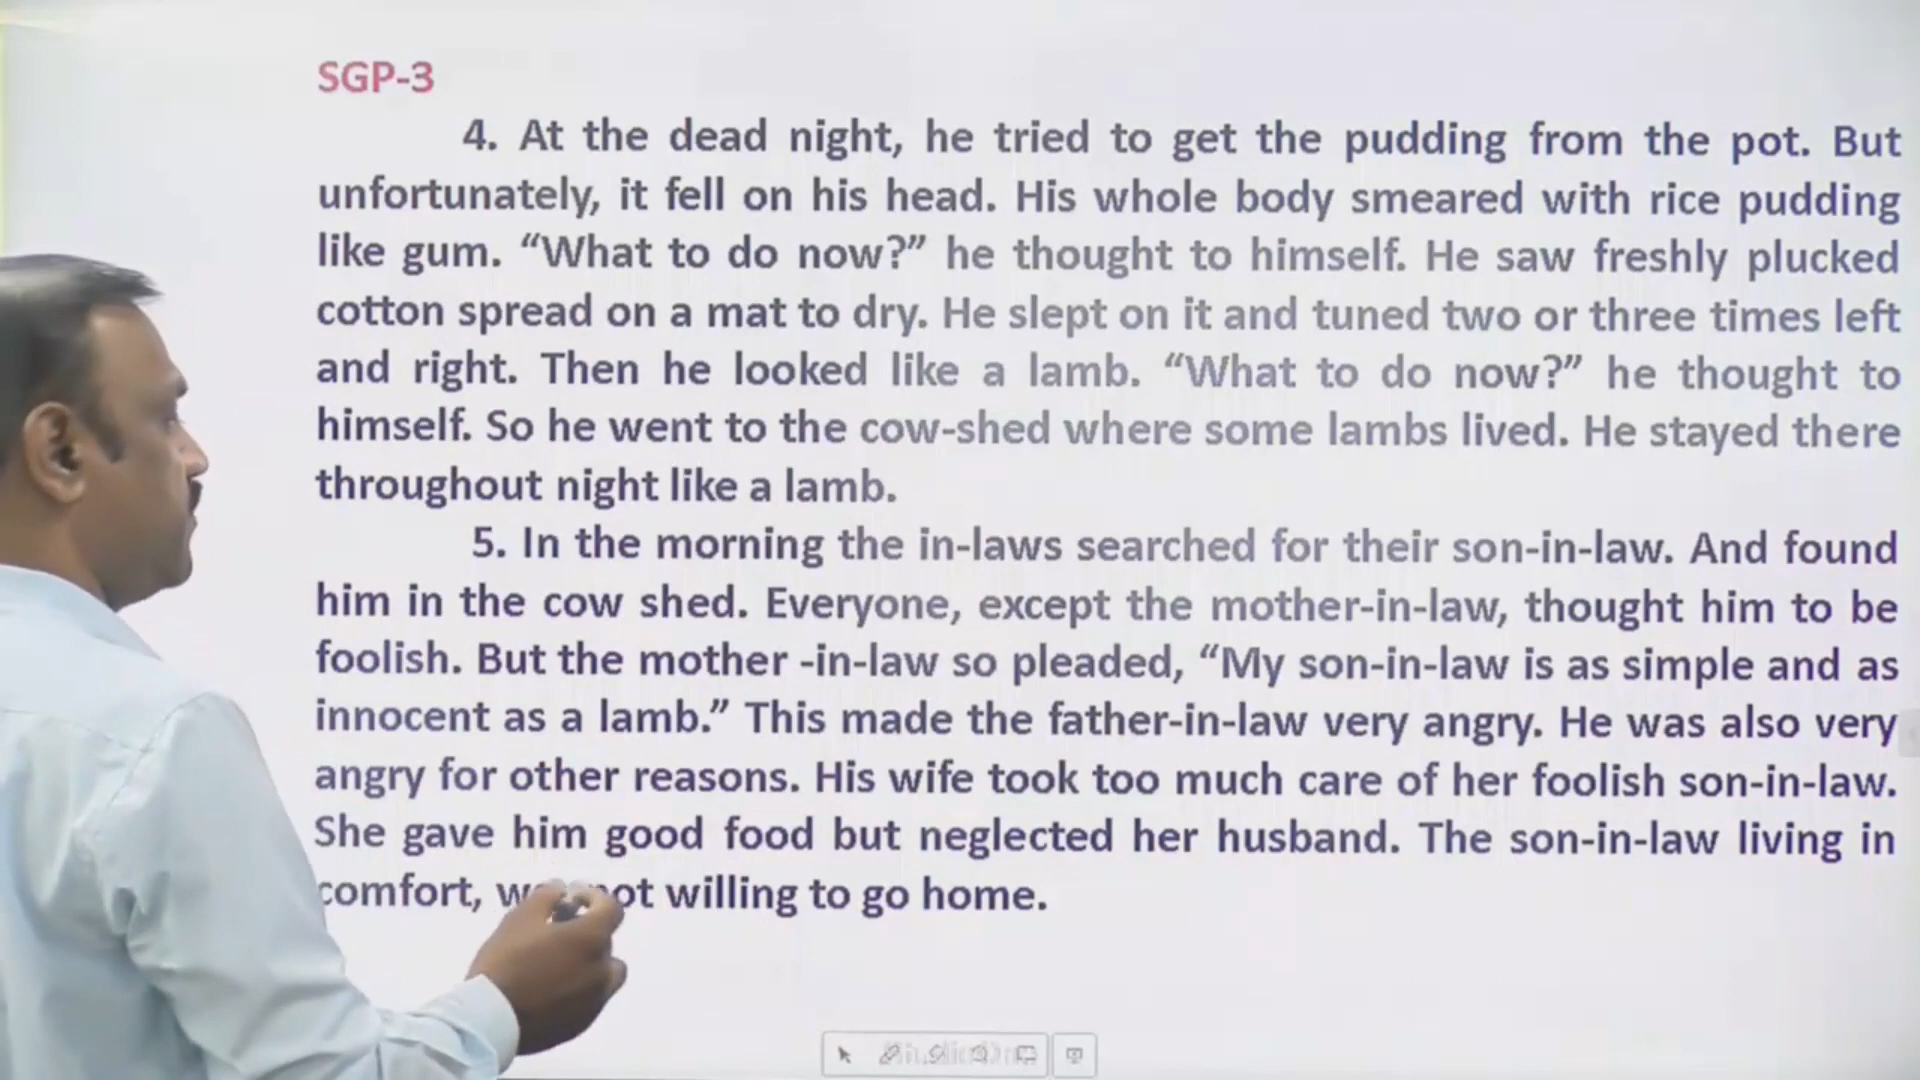 SGP-3
4. At the dead night, he tried to get the pudding from the pot. But
unfortunately, it fell on his head. His whole body smeared with rice pudding
like gum. “What to do now?” he thought to himself. He saw freshly plucked
cotton spread on a mat to dry. He slept on it and tuned two or three times left
and right. Then he looked like a lamb. “What to do now?” he thought to
himself. So he went to the cow-shed where some lambs lived. He stayed there
throughout night like a lamb.
5. In the morning the in-laws searched for their son-in-law. And found
him in the cow shed. Everyone, except the mother-in-law, thought him to be
foolish. But the mother -in-law so pleaded, “My son-in-law is as simple and as
innocent as a lamb.” This made the father-in-law very angry. He was also very
angry for other reasons. His wife took too much care of her foolish son-in-law.
She gave him good food but neglected her husband. The son-in-law living in
comfort, willing to go home.